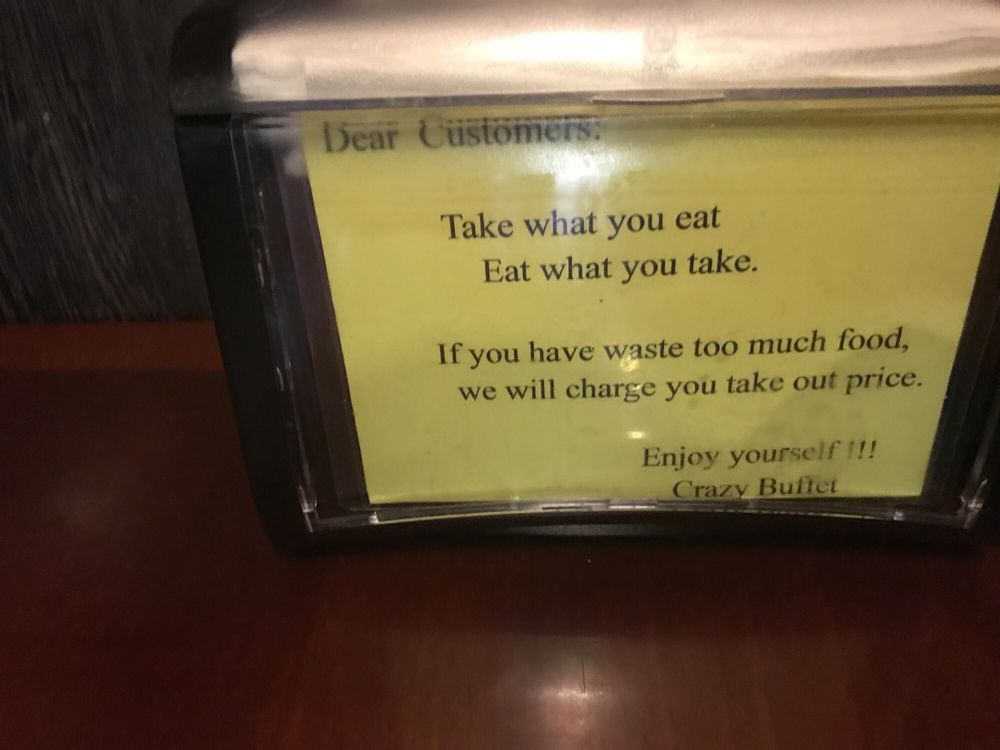 Dear Customers:
Take what you eat
Eat what you take.
If you have waste too much food,
we will charge you take out price.
Enjoy yourself !!!
Crazy Buffet